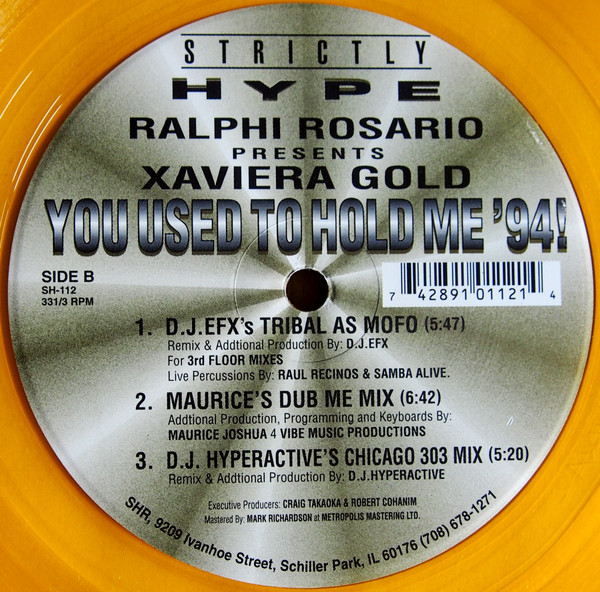 STRICTLY
HYPE
RALPHI ROSARIO
PRESENTS
XAVIERA GOLD
YOU USED TO HOLD ME '94!
SIDE B
SH-112
331/3 RPM
7 42891 01121 4
1. D.J.EFX's TRIBAL AS MOFO (5:47)
Remix & Addtional Production By: D.J.EFX
For 3rd FLOOR MIXES
Live Percussions By: RAUL RECINOS & SAMBA ALIVE.
2. MAURICE'S DUB ME MIX (6:42)
Addtional Production, Programming and Keyboards By:
MAURICE JOSHUA 4 VIBE MUSIC PRODUCTIONS
3. D.J. HYPERACTIVE'S CHICAGO 303 MIX (5:20)
Remix & Addtional Production By: D.J.HYPERACTIVE
Executive Producers: CRAIG TAKAOKA & ROBERT COHANIM
Mastered By: MARK RICHARDSON at METROPOLIS MASTERING LTD.
SHR, 9209 Ivanhoe Street, Schiller Park, IL 60176 (708) 678-1271